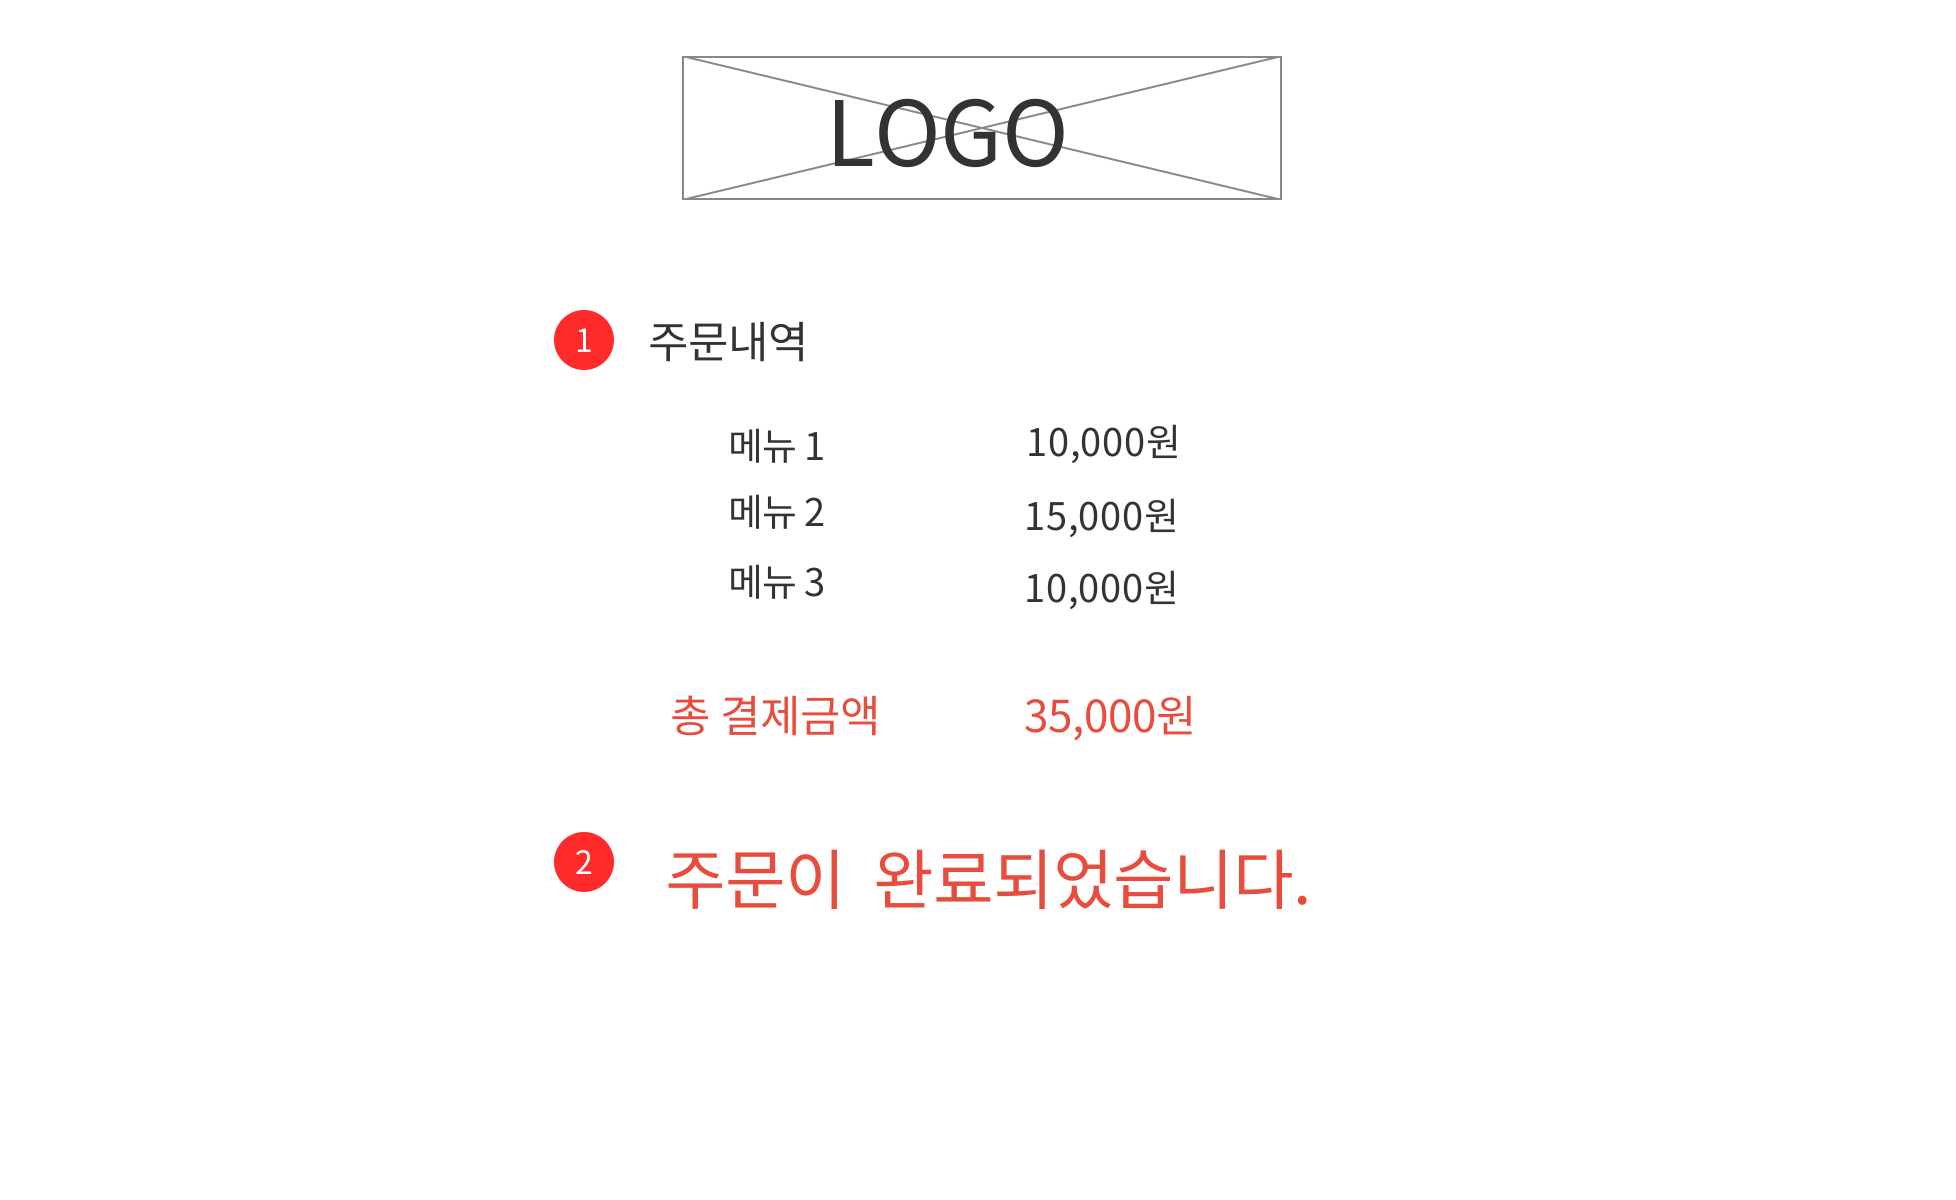 LOGO
1 주문내역
메뉴 1 10,000원
메뉴 2 15,000원
메뉴 3 10,000원
총 결제금액 35,000원
2 주문이 완료되었습니다.